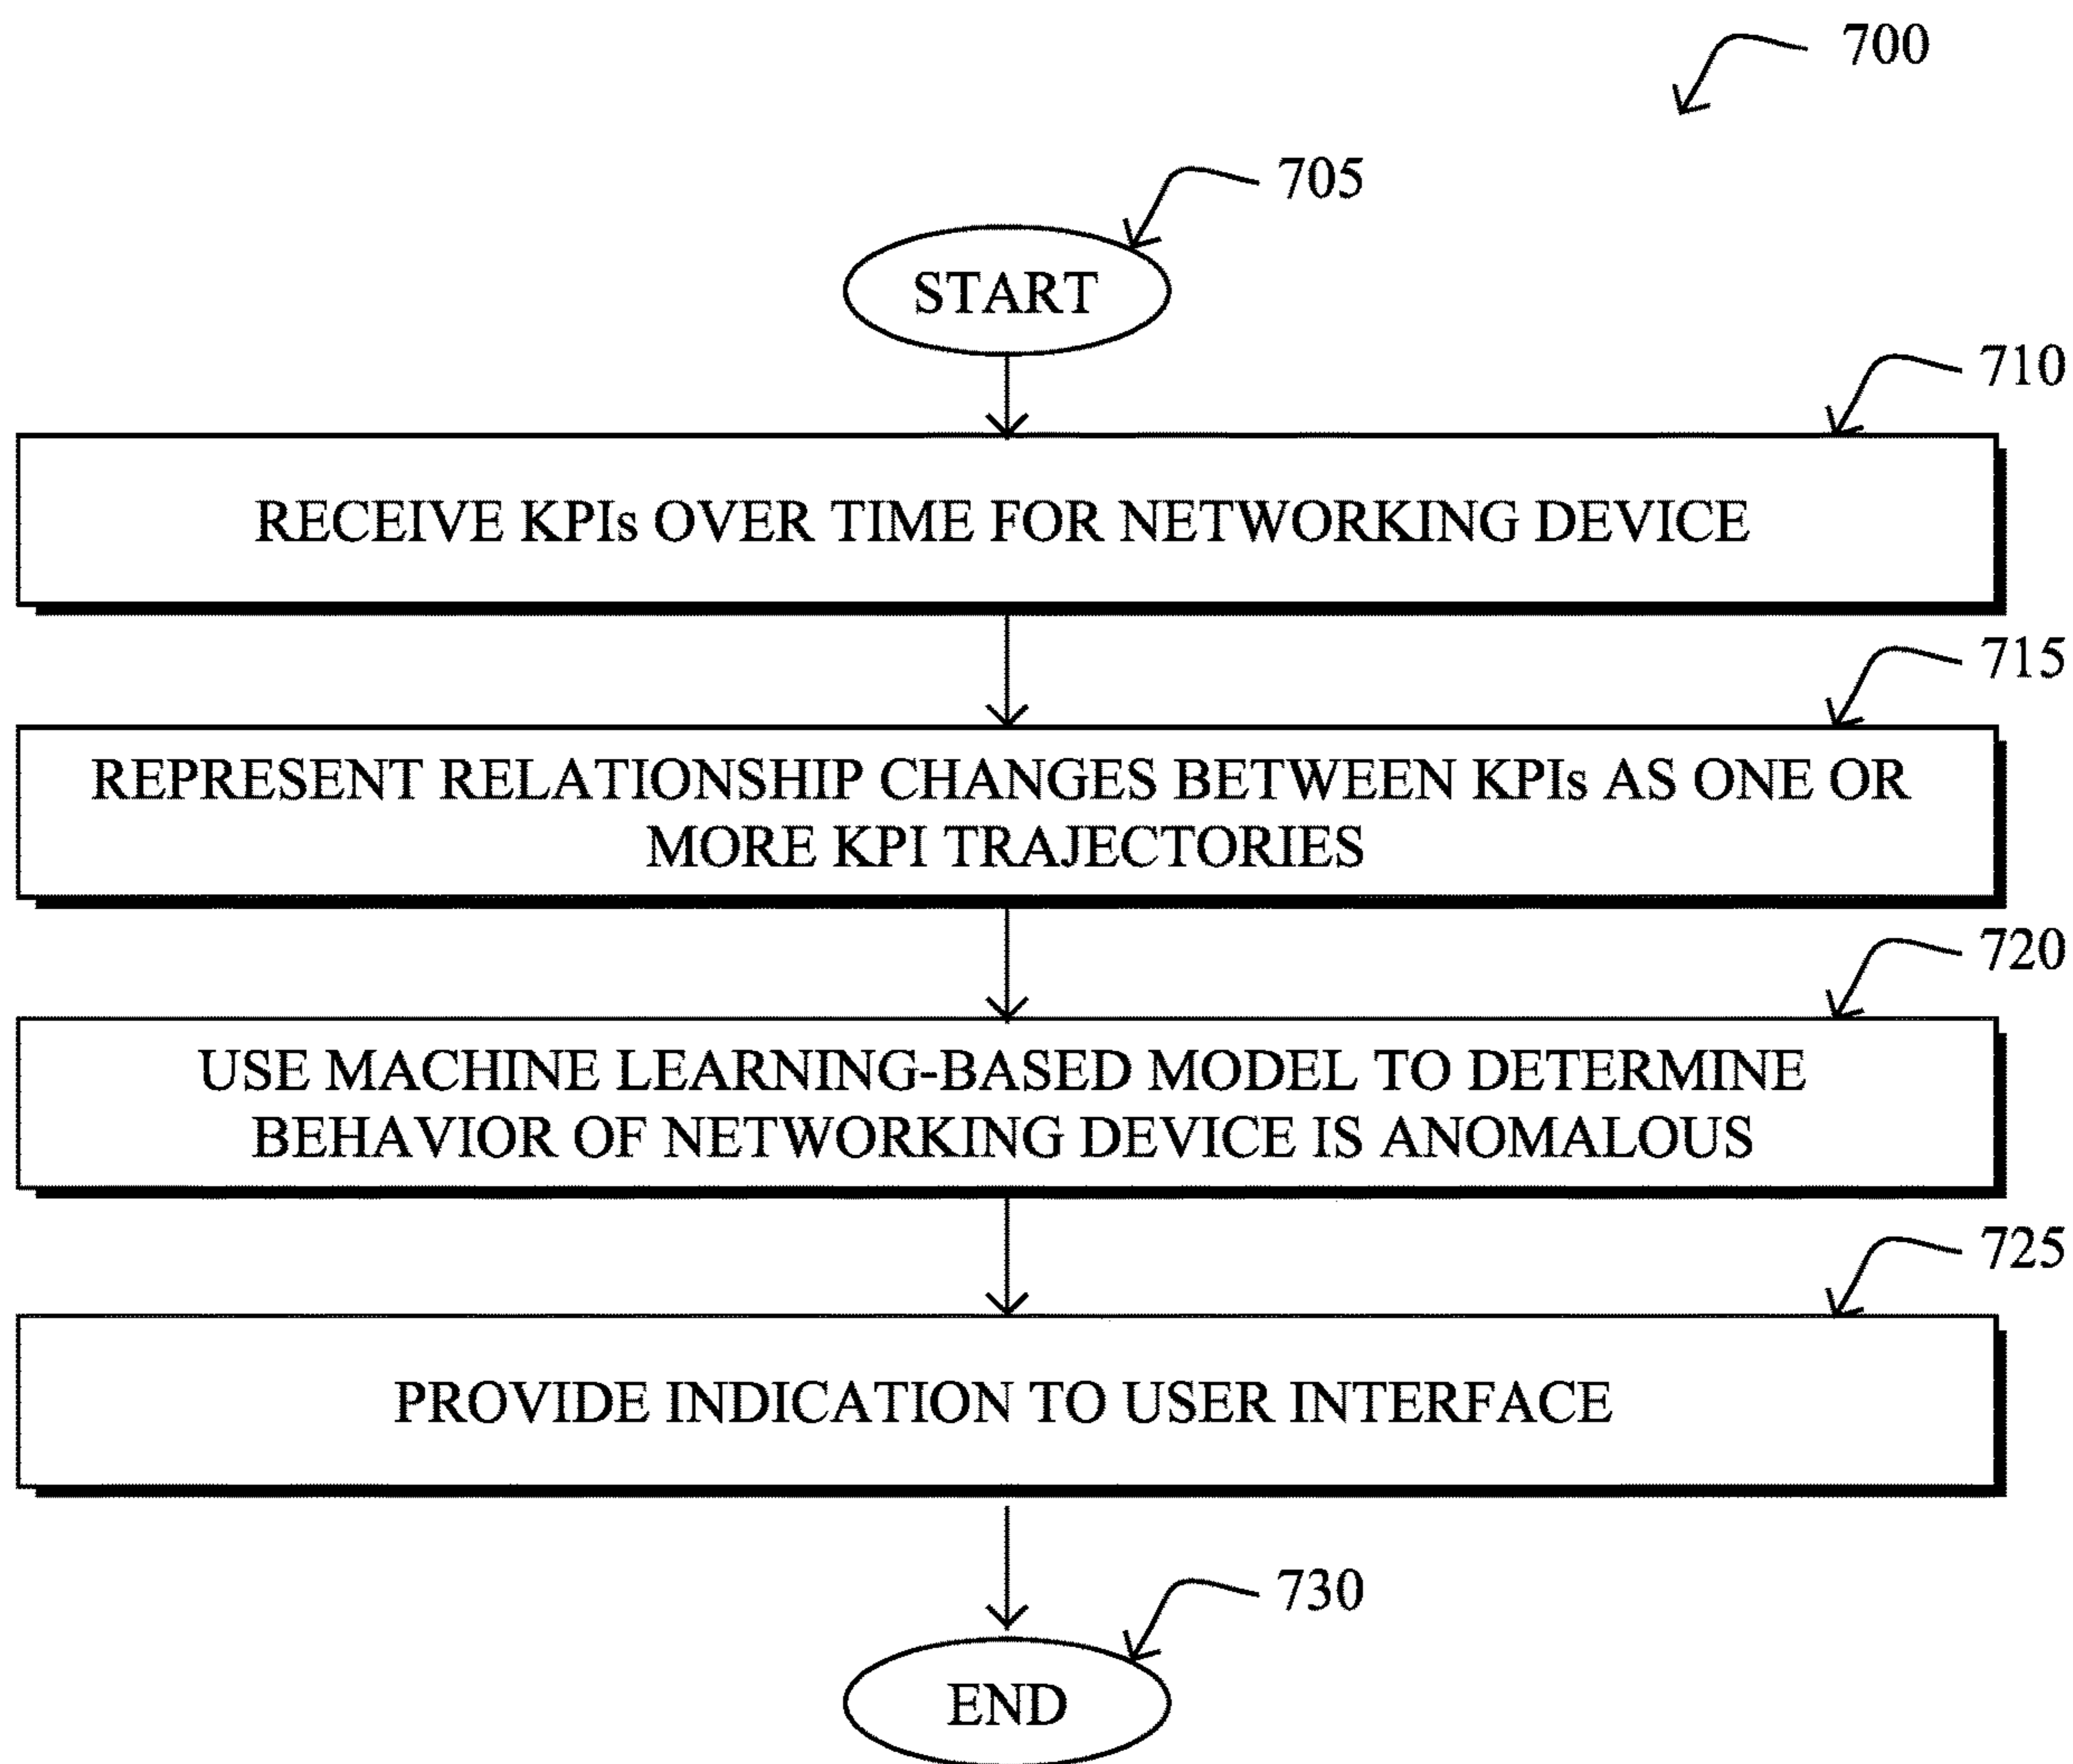 700
705
START
710
RECEIVE KPIs OVER TIME FOR NETWORKING DEVICE
715
REPRESENT RELATIONSHIP CHANGES BETWEEN KPIs AS ONE OR
MORE KPI TRAJECTORIES
720
USE MACHINE LEARNING-BASED MODEL TO DETERMINE
BEHAVIOR OF NETWORKING DEVICE IS ANOMALOUS
725
PROVIDE INDICATION TO USER INTERFACE
730
END